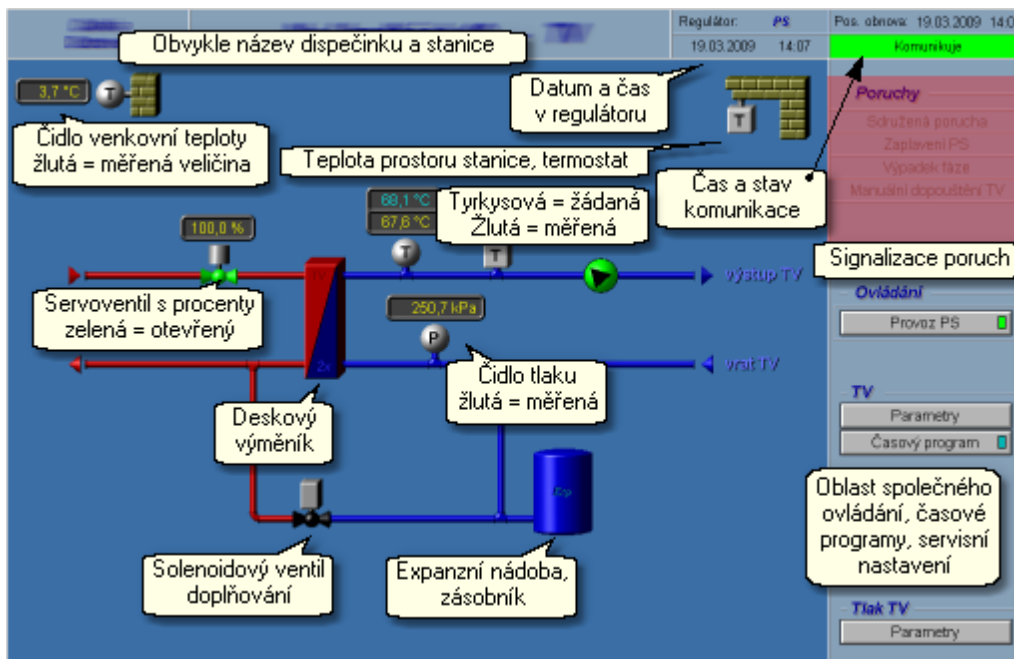 Regulátor: PS
Pos. obnova: 19.03.2009 14:0
TV
Obvykle název dispečinku a stanice
19.03.2009 14:07
Komunikuje
3,7 °C
T
Datum a čas
v regulátoru
T
Poruchy
Sdružená porucha
Zaplavení PS
Výpadek fáze
Manuální dopouštění TV
Čidlo venkovní teploty
žlutá = měřená veličina
Teplota prostoru stanice, termostat
Čas a stav
komunikace
68,1 °C
67,6 °C
Tyrkysová = žádaná
Žlutá = měřená
100,0 %
T
T
Signalizace poruch
výstup TV
Servoventil s procenty
zelená = otevřený
250,7 kPa
P
Ovládání
Provoz PS
2x
vrat TV
Čidlo tlaku
žlutá = měřená
Deskový
výměník
TV
Parametry
Časový program
Oblast společného
ovládání, časové
programy, servisní
nastavení
Solenoidový ventil
doplňování
Expanzní nádoba,
zásobník
Tlak TV
Parametry